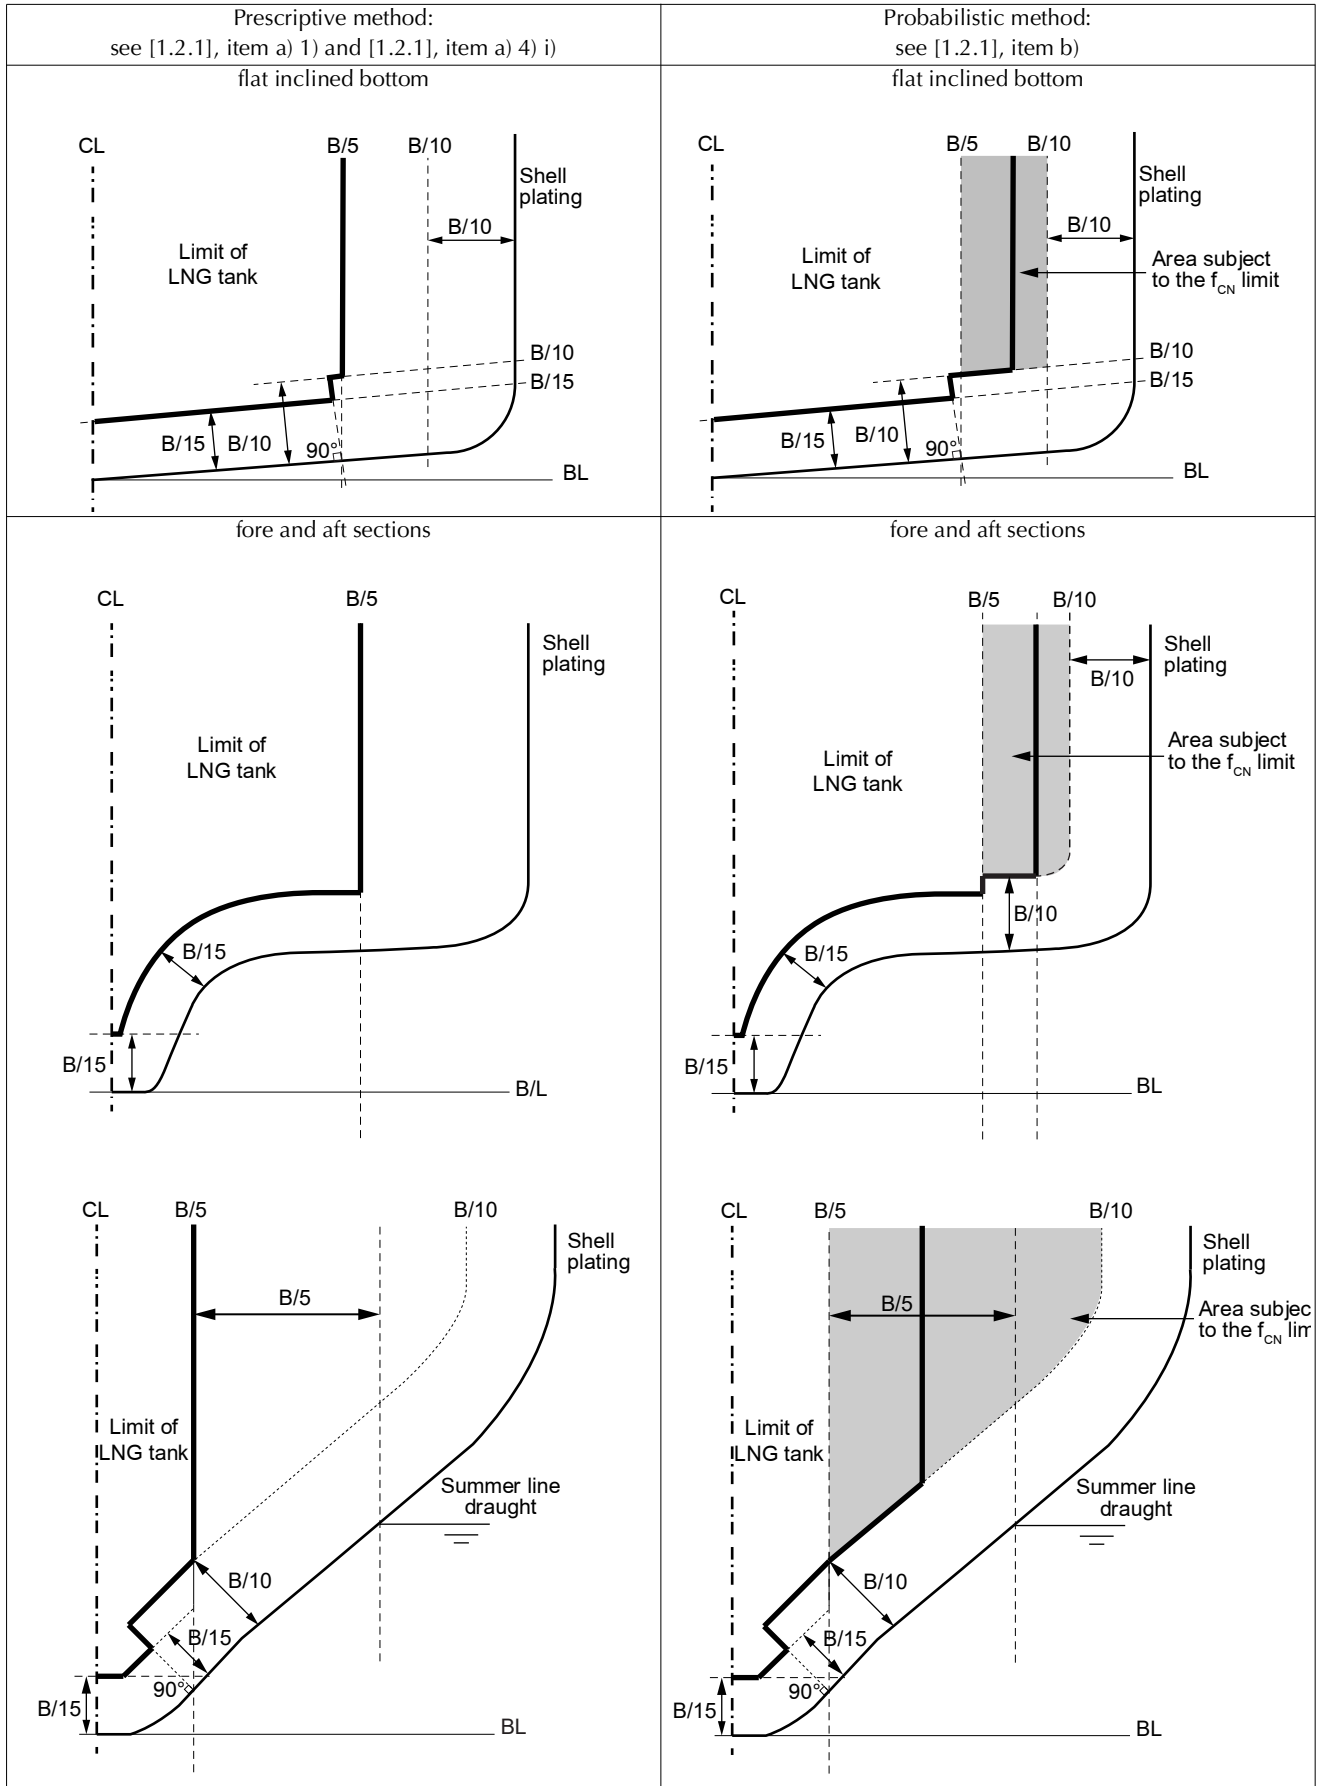 Prescriptive method:
see [1.2.1], item a) 1) and [1.2.1], item a) 4) i)
Probabilistic method:
see [1.2.1], item b)
flat inclined bottom
CL
B/5
B/10
Shell
plating
B/10
Limit of
LNG tank
B/10
B/15
B/15
B/10
90°
BL
flat inclined bottom
CL
B/5
B/10
Shell
plating
B/10
Limit of
LNG tank
Area subject
to the fCN limit
B/10
B/15
B/15
B/10
90°
BL
fore and aft sections
CL
B/5
Shell
plating
Limit of
LNG tank
B/15
B/15
B/L
fore and aft sections
CL
B/5
B/10
Shell
plating
B/10
Area subject
to the fCN limit
Limit of
LNG tank
B/10
B/15
B/15
BL
CL
B/5
B/10
Shell
plating
B/5
Limit of
LNG tank
Summer line
draught
B/10
B/15
90°
B/15
BL
CL
B/5
B/10
Shell
plating
B/5
Area subjec
to the fCN lim
Limit of
LNG tank
Summer line
draught
B/10
B/15
90°
B/15
BL